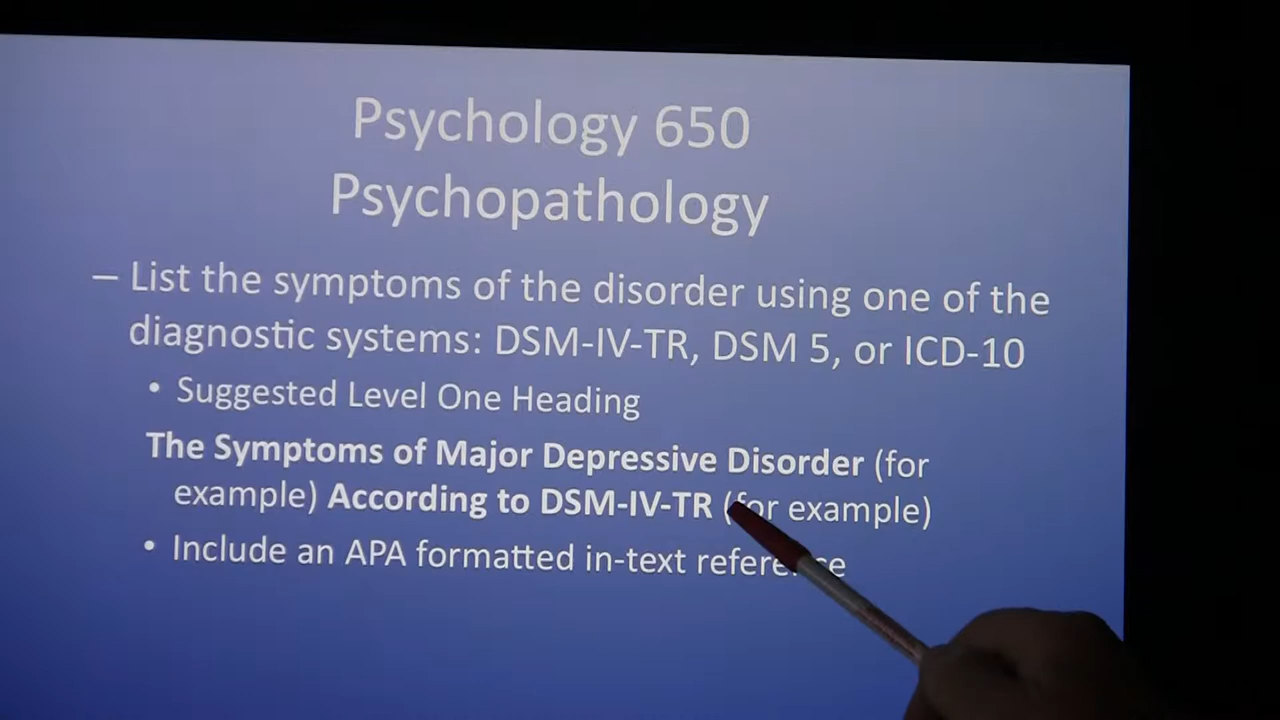 Psychology 650
Psychopathology
– List the symptoms of the disorder using one of the
diagnostic systems: DSM-IV-TR, DSM 5, or ICD-10
• Suggested Level One Heading
The Symptoms of Major Depressive Disorder (for
example) According to DSM-IV-TR (for example)
• Include an APA formatted in-text reference